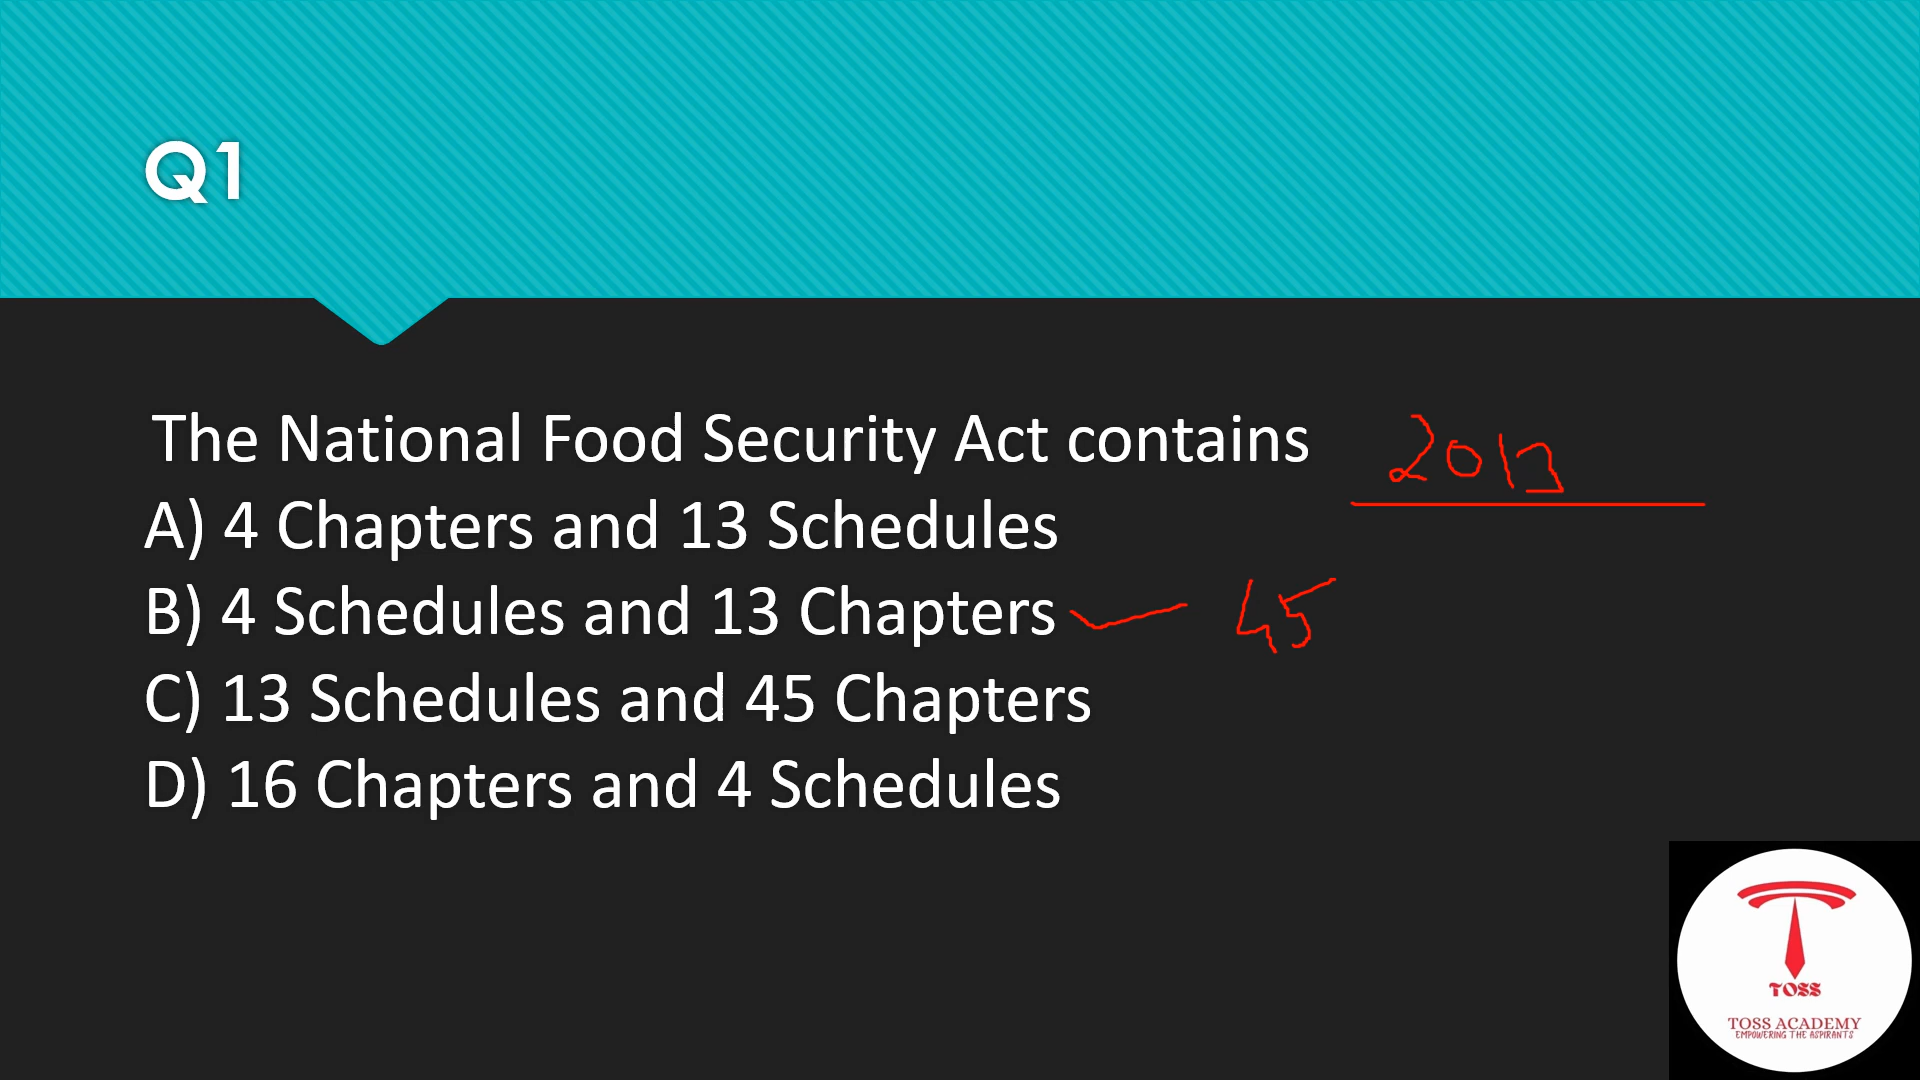 Q1
The National Food Security Act contains
A) 4 Chapters and 13 Schedules
B) 4 Schedules and 13 Chapters 45
C) 13 Schedules and 45 Chapters
D) 16 Chapters and 4 Schedules
TOSS
TOSS ACADEMY
EMPOWERING THE ASPIRANTS